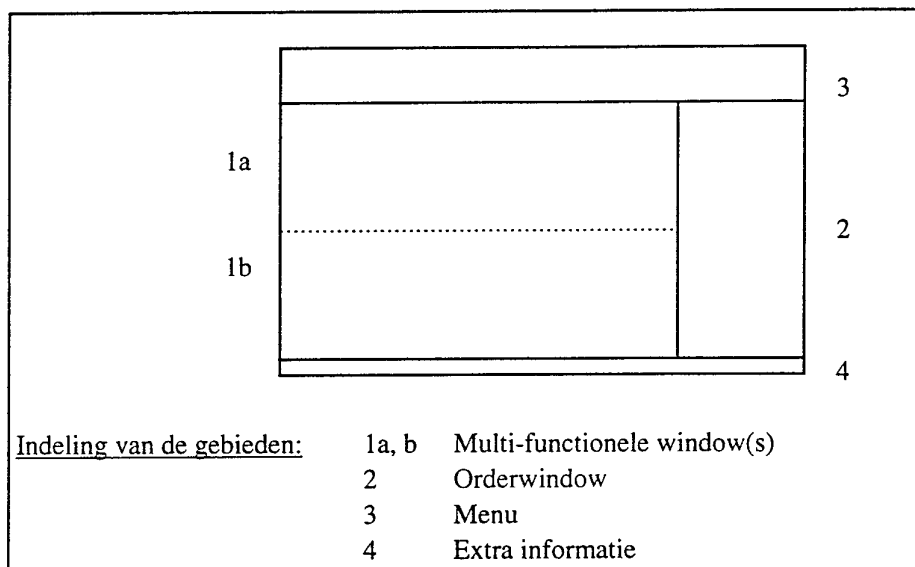 3
1a
2
1b
4
Indeling van de gebieden: 1a, b Multi-functionele window(s)
2 Orderwindow
3 Menu
4 Extra informatie